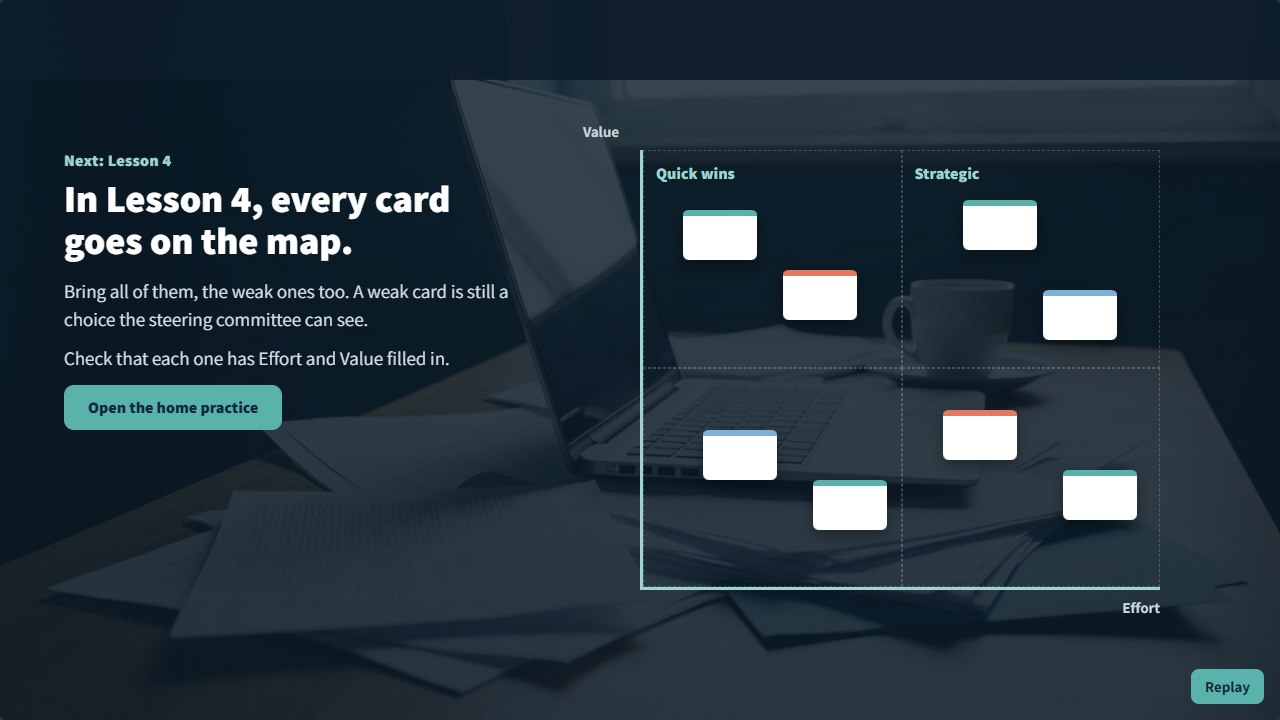 Next: Lesson 4
In Lesson 4, every card
goes on the map.
Bring all of them, the weak ones too. A weak card is still a
choice the steering committee can see.
Check that each one has Effort and Value filled in.
Open the home practice
Value
Quick wins
Strategic
Effort
Replay